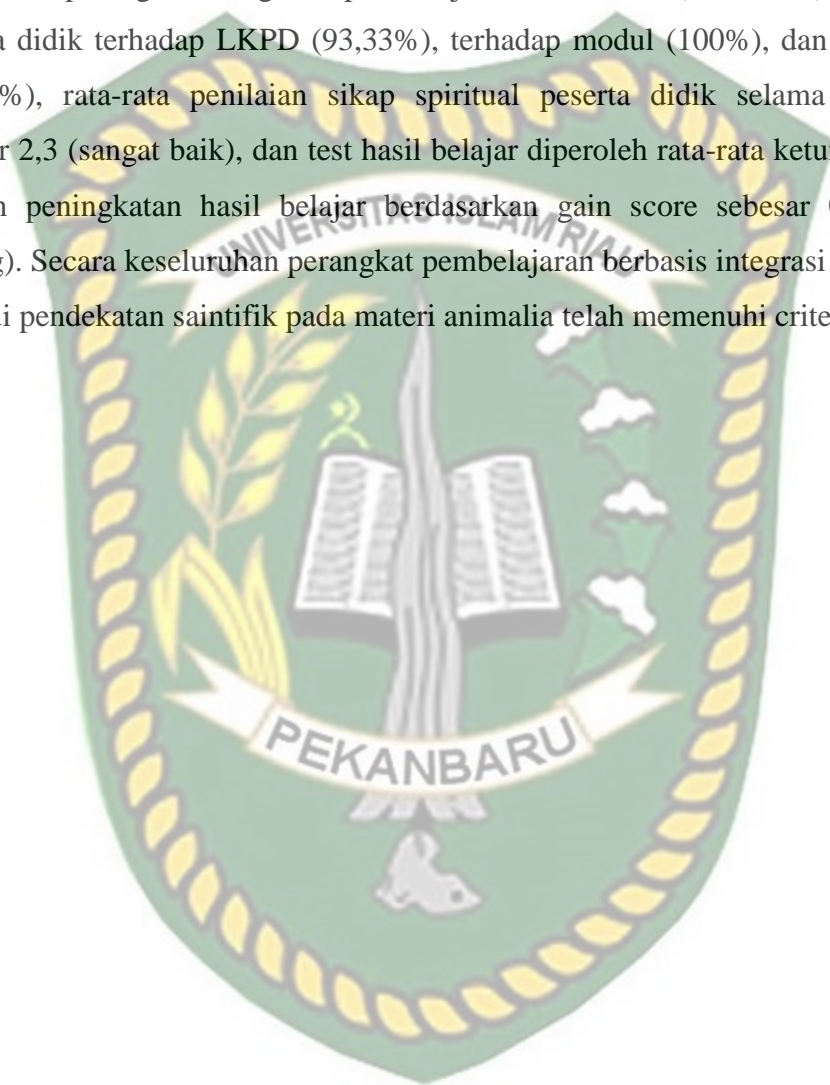 a didik terhadap LKPD (93,33%), terhadap modul (100%), dan
%), rata-rata penilaian sikap spiritual peserta didik selama
r 2,3 (sangat baik), dan test hasil belajar diperoleh rata-rata ketun
n peningkatan hasil belajar berdasarkan gain score sebesar
g). Secara keseluruhan perangkat pembelajaran berbasis integrasi
ui pendekatan saintifik pada materi animalia telah memenuhi crite
UNIVERSITAS ISLAM RIAU
PEKANBARU